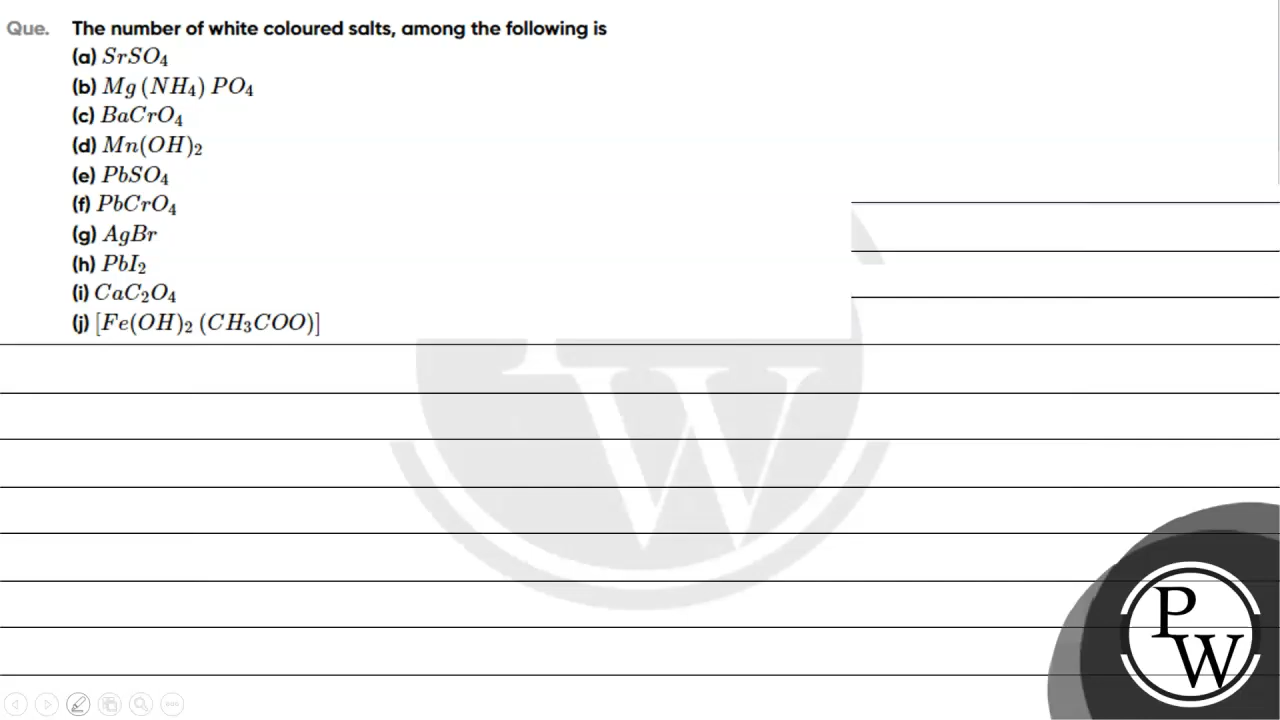 Que. The number of white coloured salts, among the following is
(a) SrSO₄
(b) Mg (NH₄) PO₄
(c) BaCrO₄
(d) Mn(OH)₂
(e) PbSO₄
(f) PbCrO₄
(g) AgBr
(h) PbI₂
(i) CaC₂O₄
(j) [Fe(OH)₂ (CH₃COO)]
W
P
W